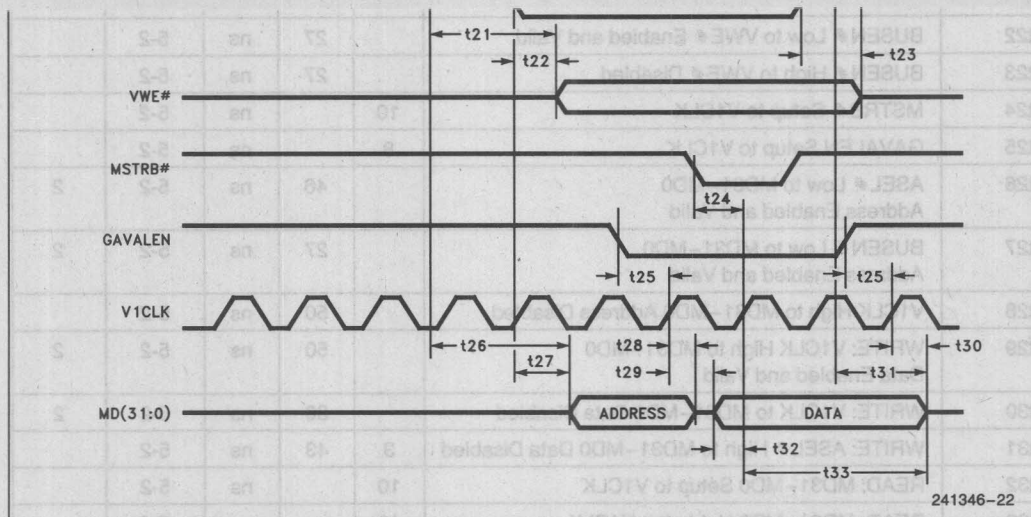 t21
t22
t23
VWE#
MSTRB#
t24
GAVALEN
t25
t25
V1CLK
t26
t28
t30
t27
t29
t31
MD(31:0)
ADDRESS
DATA
t32
t33
241346-22